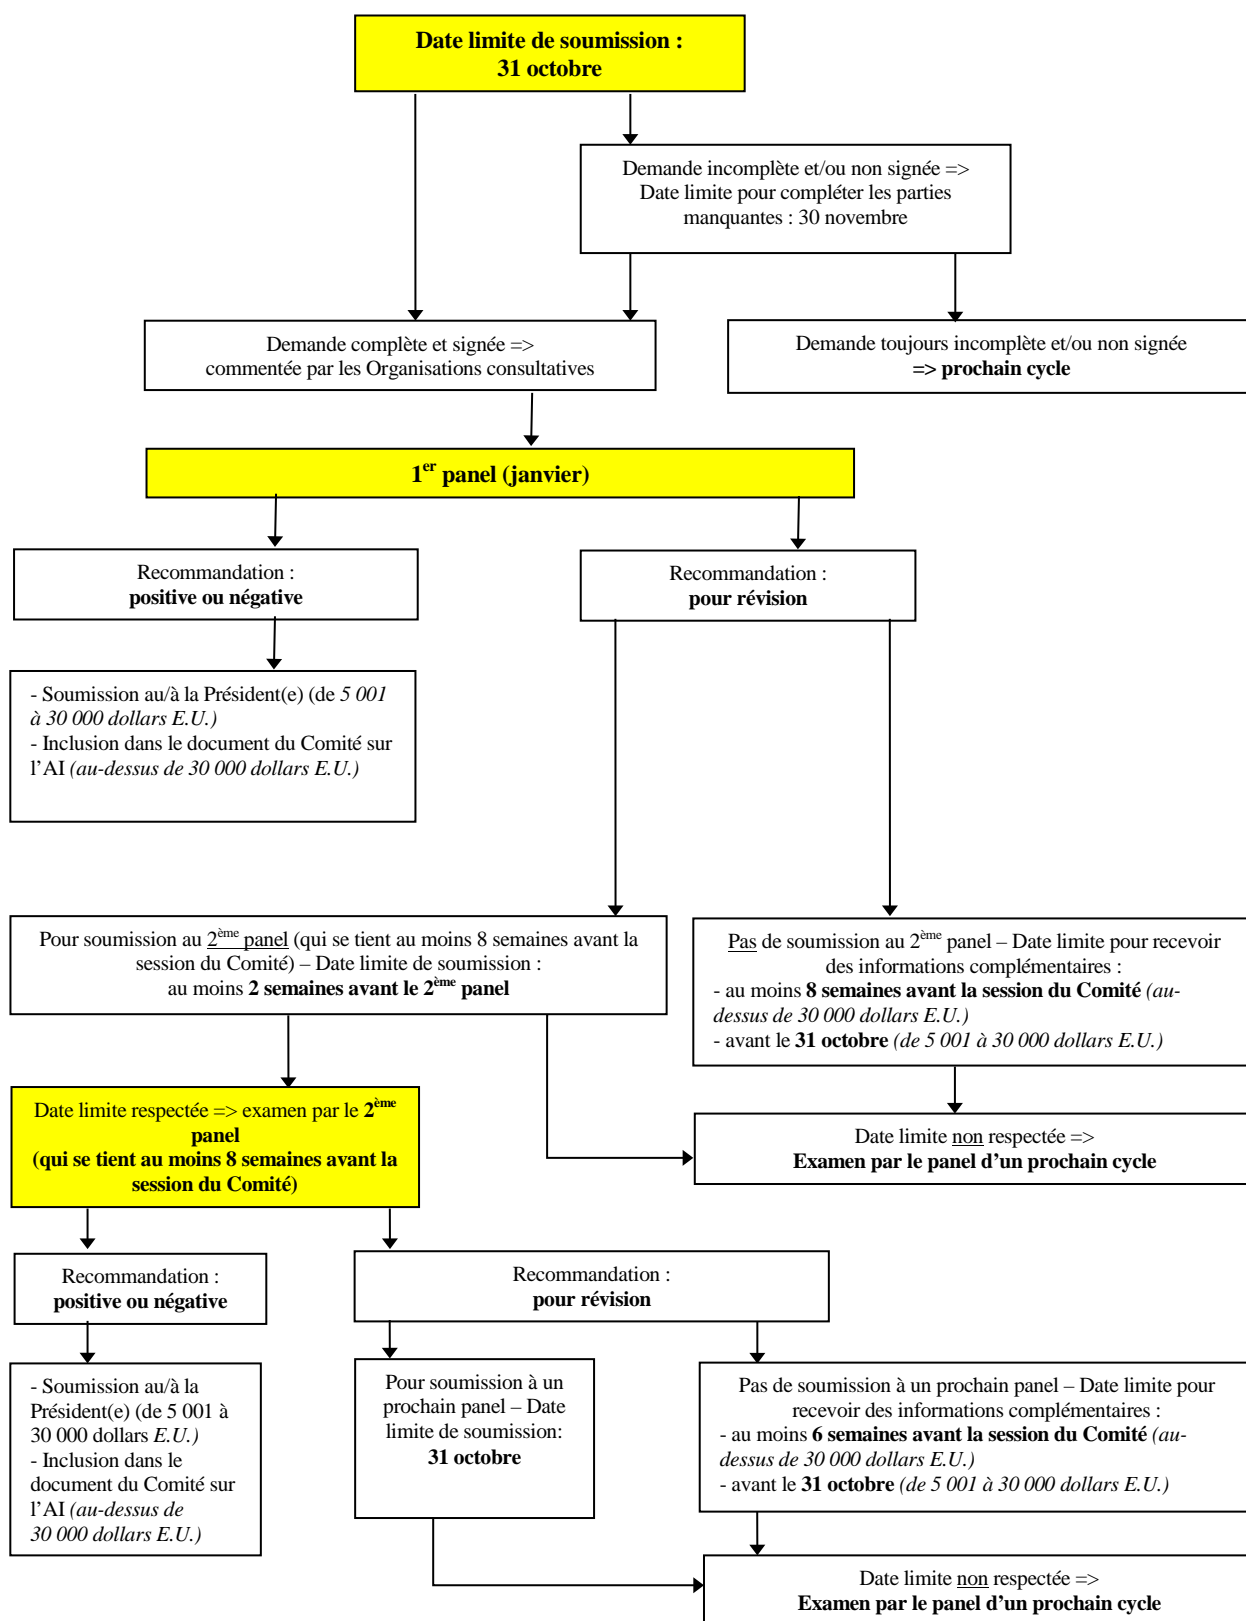 Date limite de soumission :
31 octobre
Demande incomplète et/ou non signée =>
Date limite pour compléter les parties
manquantes : 30 novembre
Demande complète et signée =>
commentée par les Organisations consultatives
Demande toujours incomplète et/ou non signée
=> prochain cycle
1er panel (janvier)
Recommandation :
positive ou négative
Recommandation :
pour révision
- Soumission au/à la Président(e) (de 5 001
à 30 000 dollars E.U.)
- Inclusion dans le document du Comité sur
l’AI (au-dessus de 30 000 dollars E.U.)
Pour soumission au 2ème panel (qui se tient au moins 8 semaines avant la
session du Comité) – Date limite de soumission :
au moins 2 semaines avant le 2ème panel
Pas de soumission au 2ème panel – Date limite pour recevoir
des informations complémentaires :
- au moins 8 semaines avant la session du Comité (au-
dessus de 30 000 dollars E.U.)
- avant le 31 octobre (de 5 001 à 30 000 dollars E.U.)
Date limite respectée => examen par le 2ème
panel
(qui se tient au moins 8 semaines avant la
session du Comité)
Date limite non respectée =>
Examen par le panel d’un prochain cycle
Recommandation :
positive ou négative
Recommandation :
pour révision
- Soumission au/à la
Président(e) (de 5 001 à
30 000 dollars E.U.)
- Inclusion dans le
document du Comité sur
l’AI (au-dessus de
30 000 dollars E.U.)
Pour soumission à un
prochain panel – Date
limite de soumission:
31 octobre
Pas de soumission à un prochain panel – Date limite pour
recevoir des informations complémentaires :
- au moins 6 semaines avant la session du Comité (au-
dessus de 30 000 dollars E.U.)
- avant le 31 octobre (de 5 001 à 30 000 dollars E.U.)
Date limite non respectée =>
Examen par le panel d’un prochain cycle